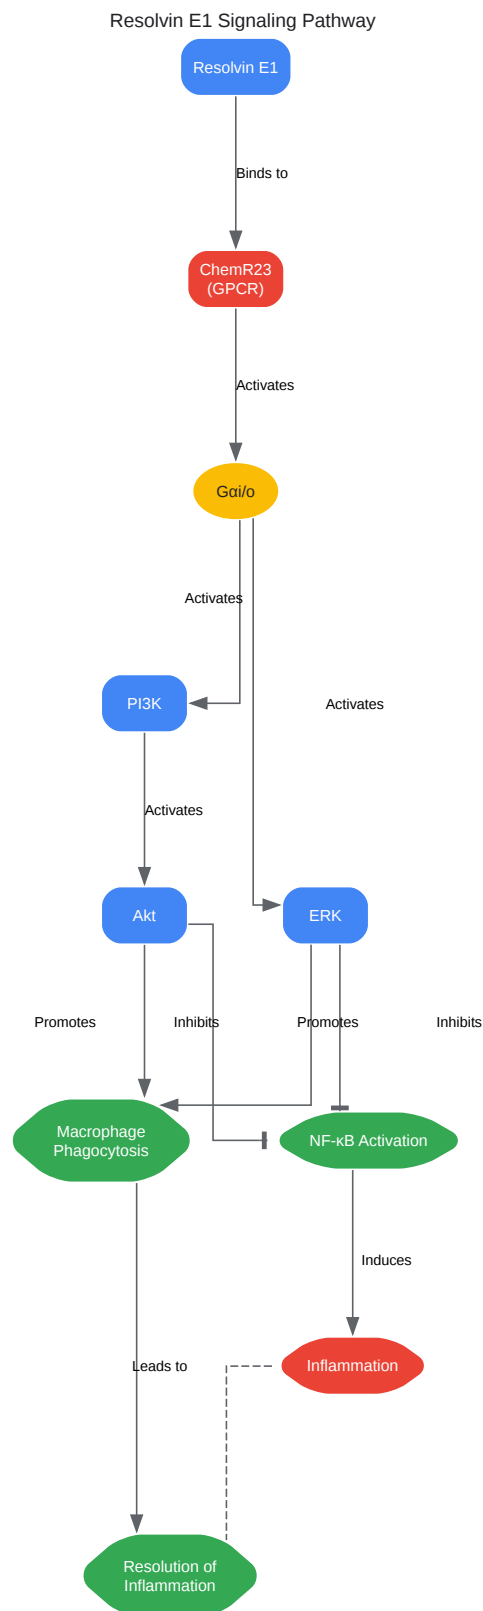 Resolvin E1 Signaling Pathway
Resolvin E1
Binds to
ChemR23
(GPCR)
Activates
Gαi/o
Activates
PI3K
Activates
Activates
Akt
ERK
Promotes
Inhibits
Promotes
Inhibits
Macrophage
Phagocytosis
NF-κB Activation
Induces
Inflammation
Leads to
Resolution of
Inflammation